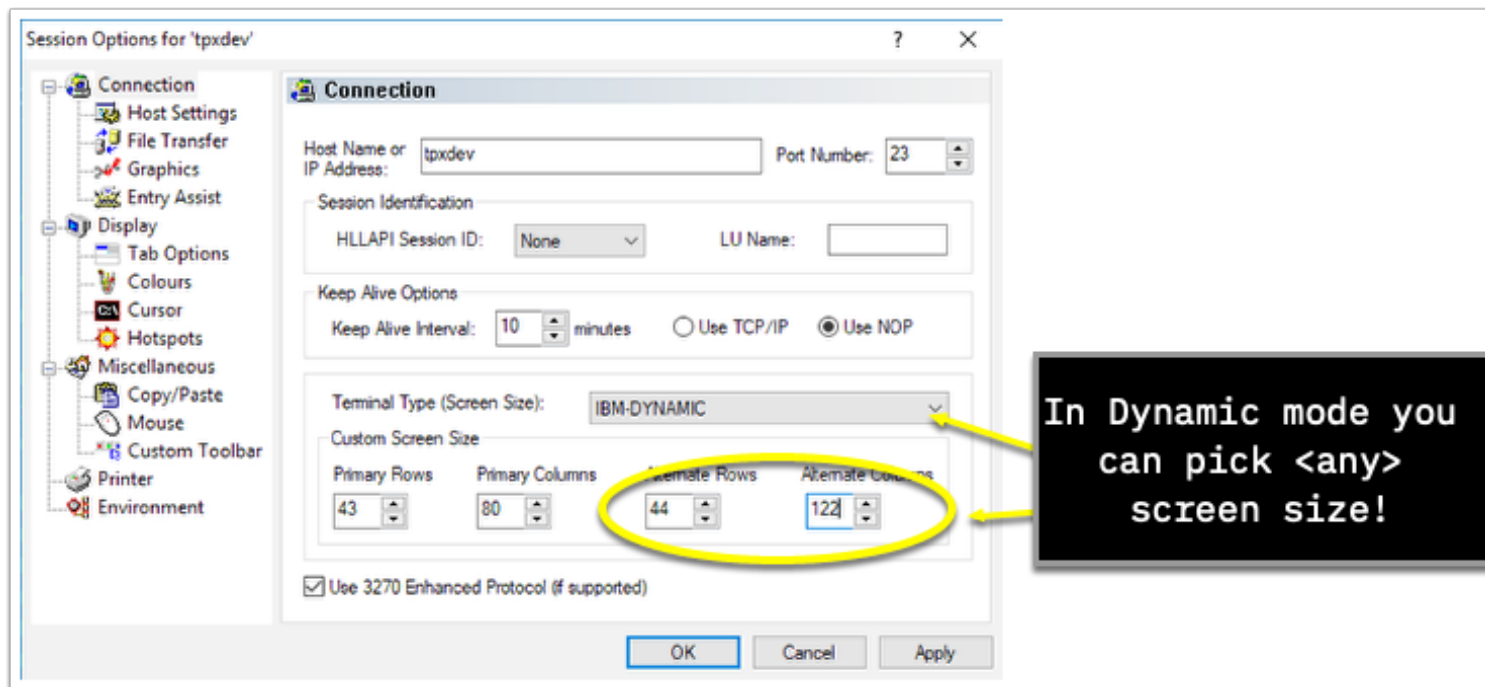 Session Options for 'tpxdev'
?
Connection
Host Settings
File Transfer
Graphics
Entry Assist
Display
Tab Options
Colours
C:\
Cursor
Hotspots
Miscellaneous
Copy/Paste
Mouse
Custom Toolbar
Printer
Environment
Connection
Host Name or
IP Address:
tpxdev
Port Number: 23
Session Identification
HLLAPI Session ID: None
LU Name:
Keep Alive Options
Keep Alive Interval: 10 minutes
Use TCP/IP
Use NOP
Terminal Type (Screen Size): IBM-DYNAMIC
Custom Screen Size
Primary Rows Primary Columns Alternate Rows Alternate Columns
43 80 44 122
Use 3270 Enhanced Protocol (if supported)
OK Cancel Apply
In Dynamic mode you
can pick <any>
screen size!